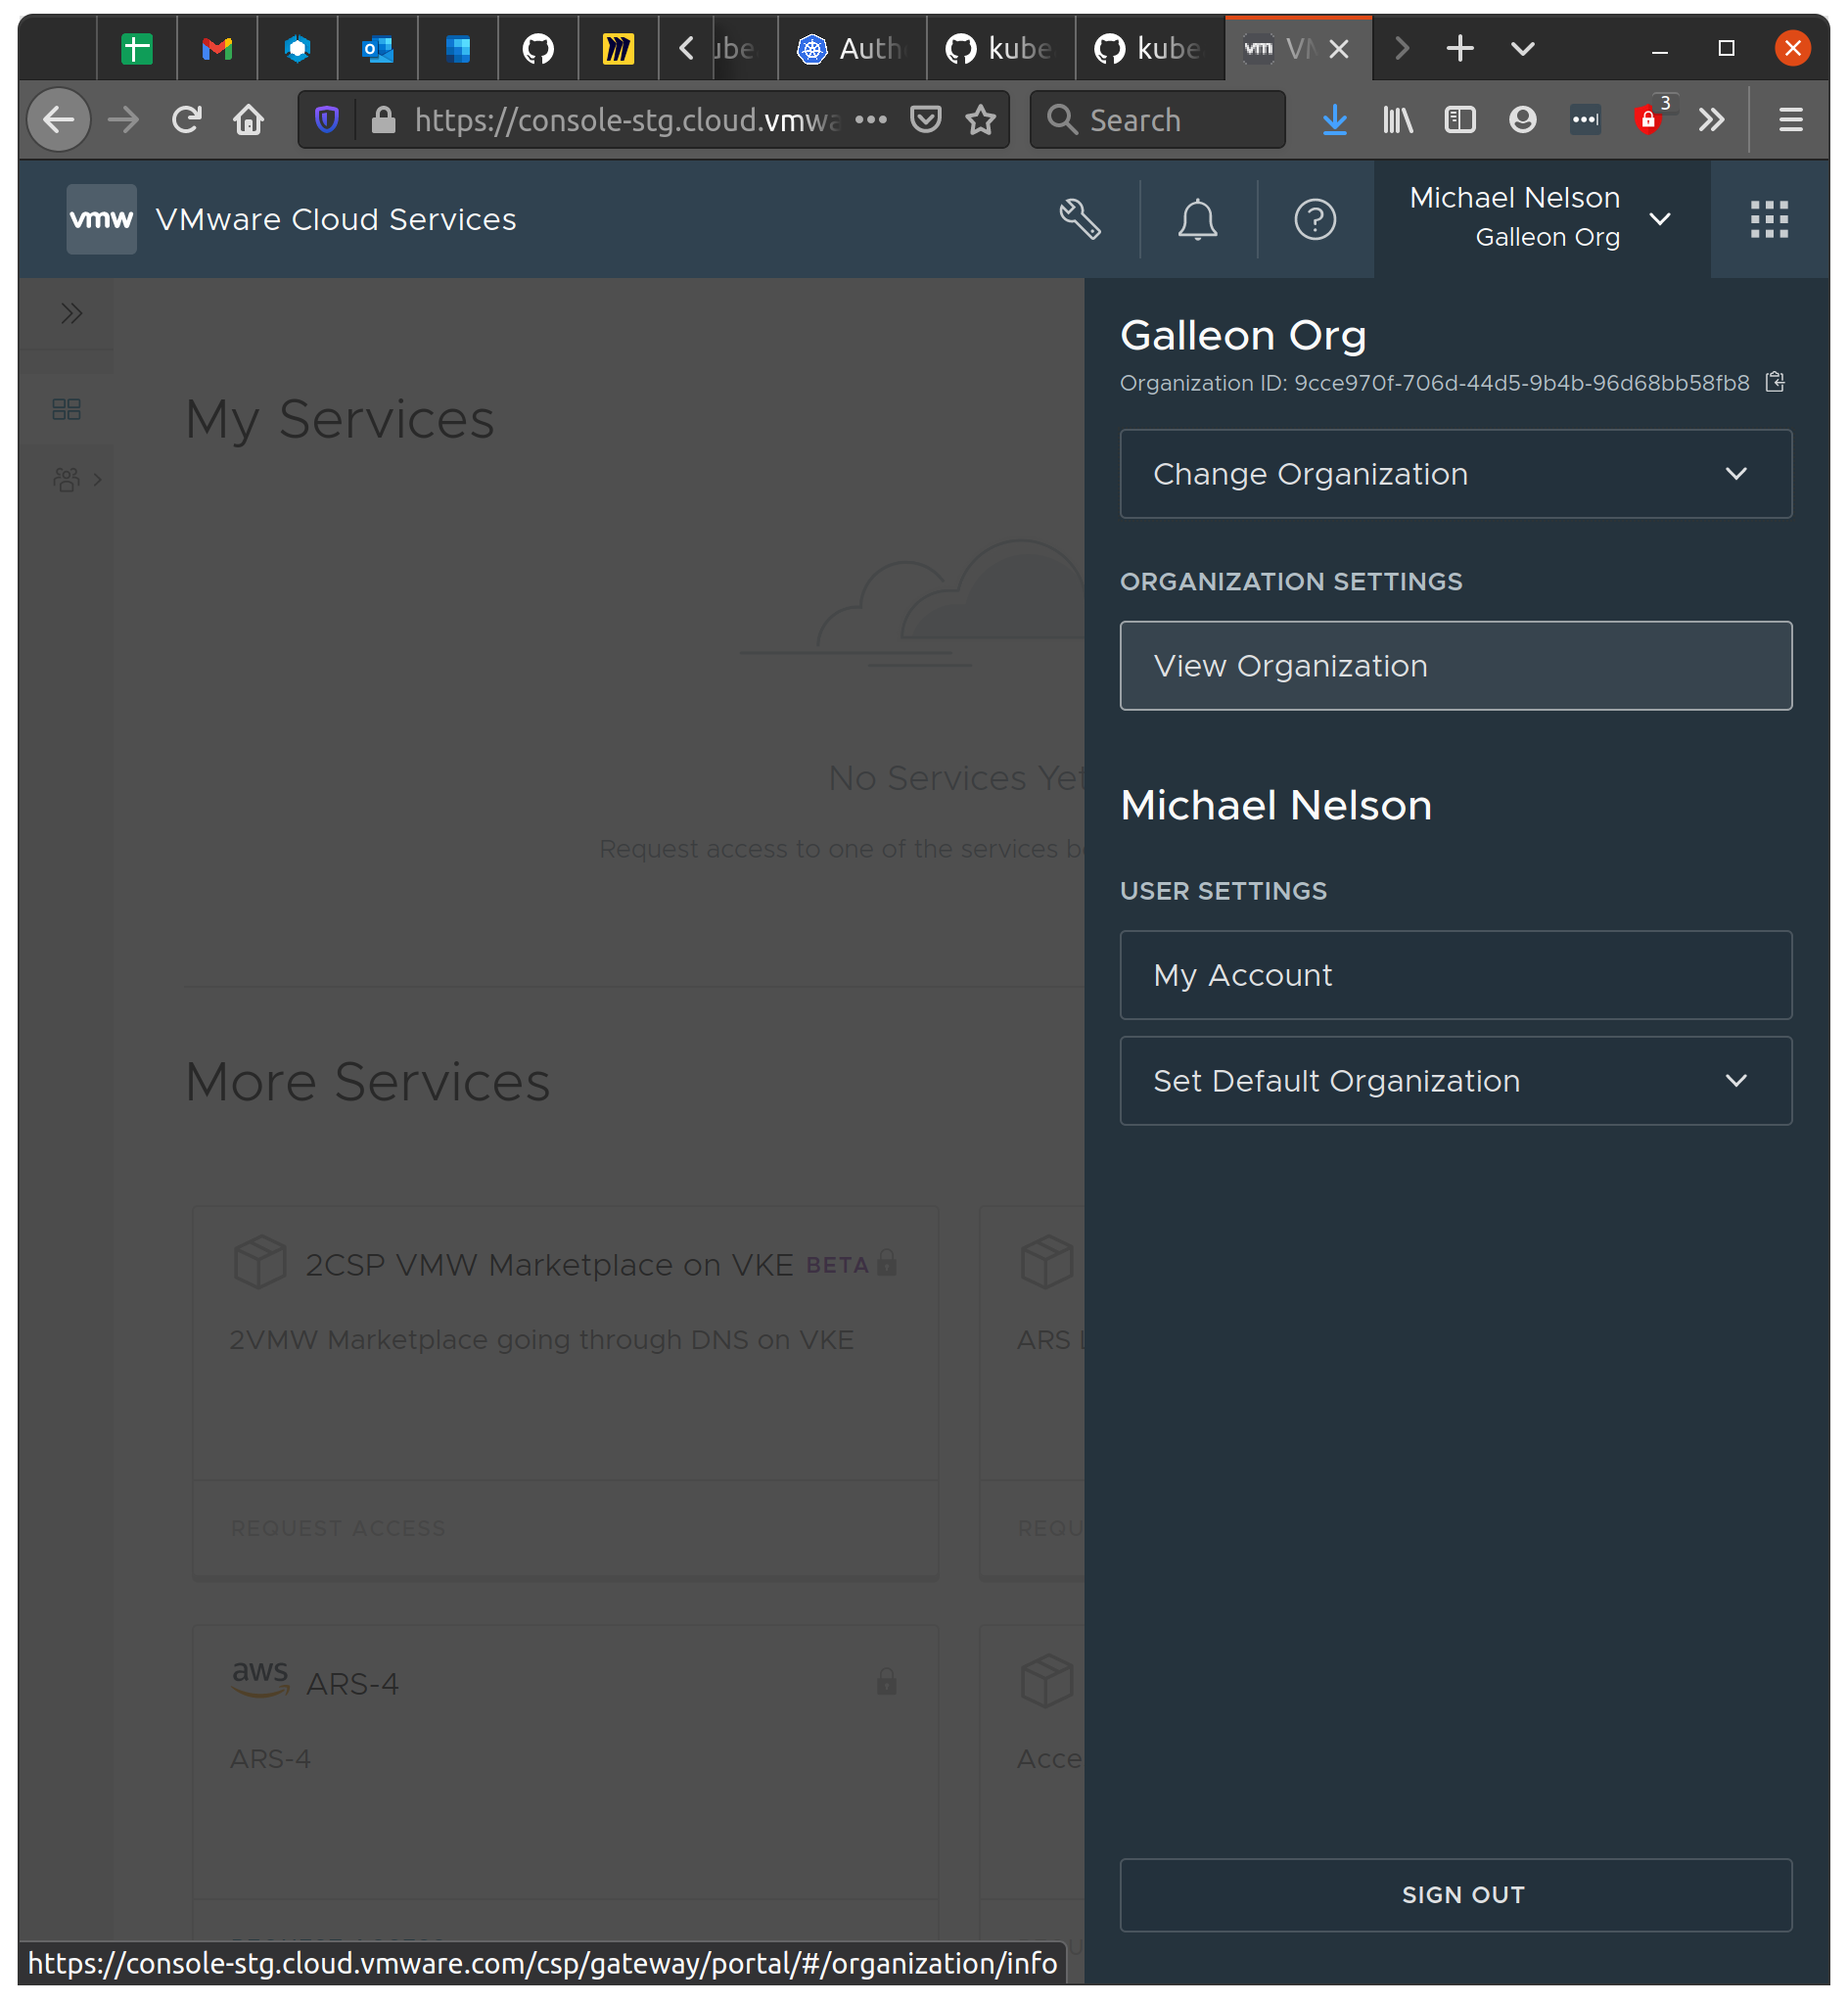 Auth
kube
kube
https://console-stg.cloud.vmwa
Search
3
vmw
VMware Cloud Services
Michael Nelson
Galleon Org
Galleon Org
Organization ID: 9cce970f-706d-44d5-9b4b-96d68bb58fb8
Change Organization
ORGANIZATION SETTINGS
View Organization
Michael Nelson
USER SETTINGS
My Account
Set Default Organization
SIGN OUT
My Services
No Services Yet
Request access to one of the services be
More Services
2CSP VMW Marketplace on VKE BETA
2VMW Marketplace going through DNS on VKE
ARS
REQUEST ACCESS
REQU
aws ARS-4
ARS-4
Acce
https://console-stg.cloud.vmware.com/csp/gateway/portal/#/organization/info